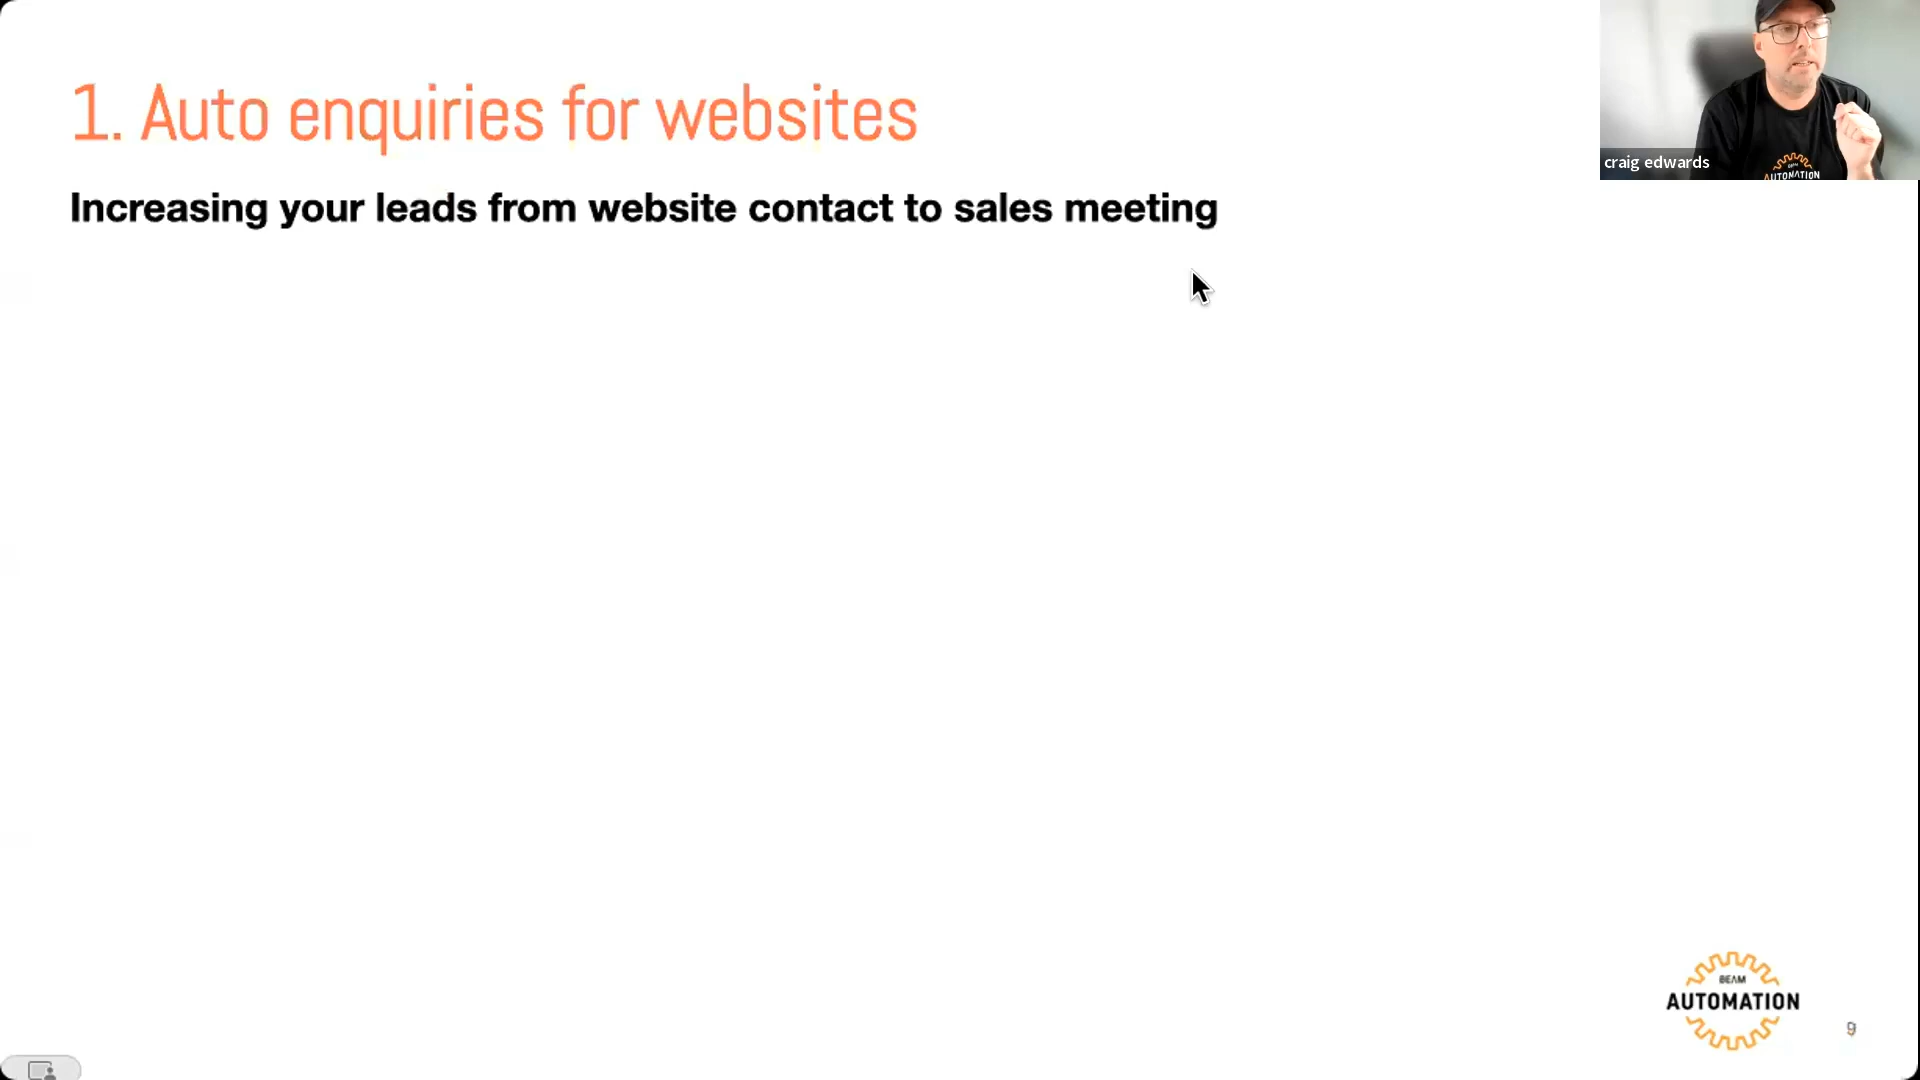 1. Auto enquiries for websites
Increasing your leads from website contact to sales meeting
craig edwards
AUTOMATION
BEAM
AUTOMATION
9